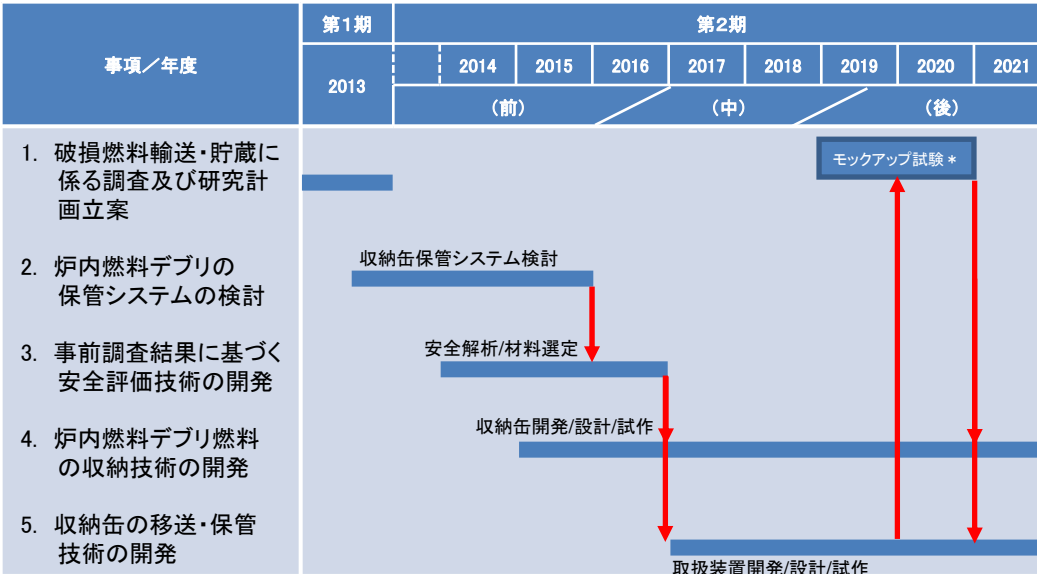 事項／年度
第1期
第2期
2013
2014
2015
2016
2017
2018
2019
2020
2021
(前)
(中)
(後)
1. 破損燃料輸送・貯蔵に
係る調査及び研究計
画立案
モックアップ試験＊
2. 炉内燃料デブリの
保管システムの検討
収納缶保管システム検討
3. 事前調査結果に基づく
安全評価技術の開発
安全解析/材料選定
4. 炉内燃料デブリ燃料
の収納技術の開発
収納缶開発/設計/試作
5. 収納缶の移送・保管
技術の開発
取扱装置開発/設計/試作